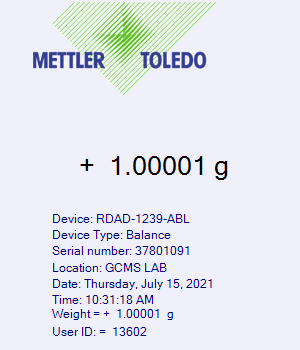 METTLER TOLEDO
+ 1.00001 g
Device: RDAD-1239-ABL
Device Type: Balance
Serial number: 37801091
Location: GCMS LAB
Date: Thursday, July 15, 2021
Time: 10:31:18 AM
Weight = + 1.00001 g
User ID: = 13602